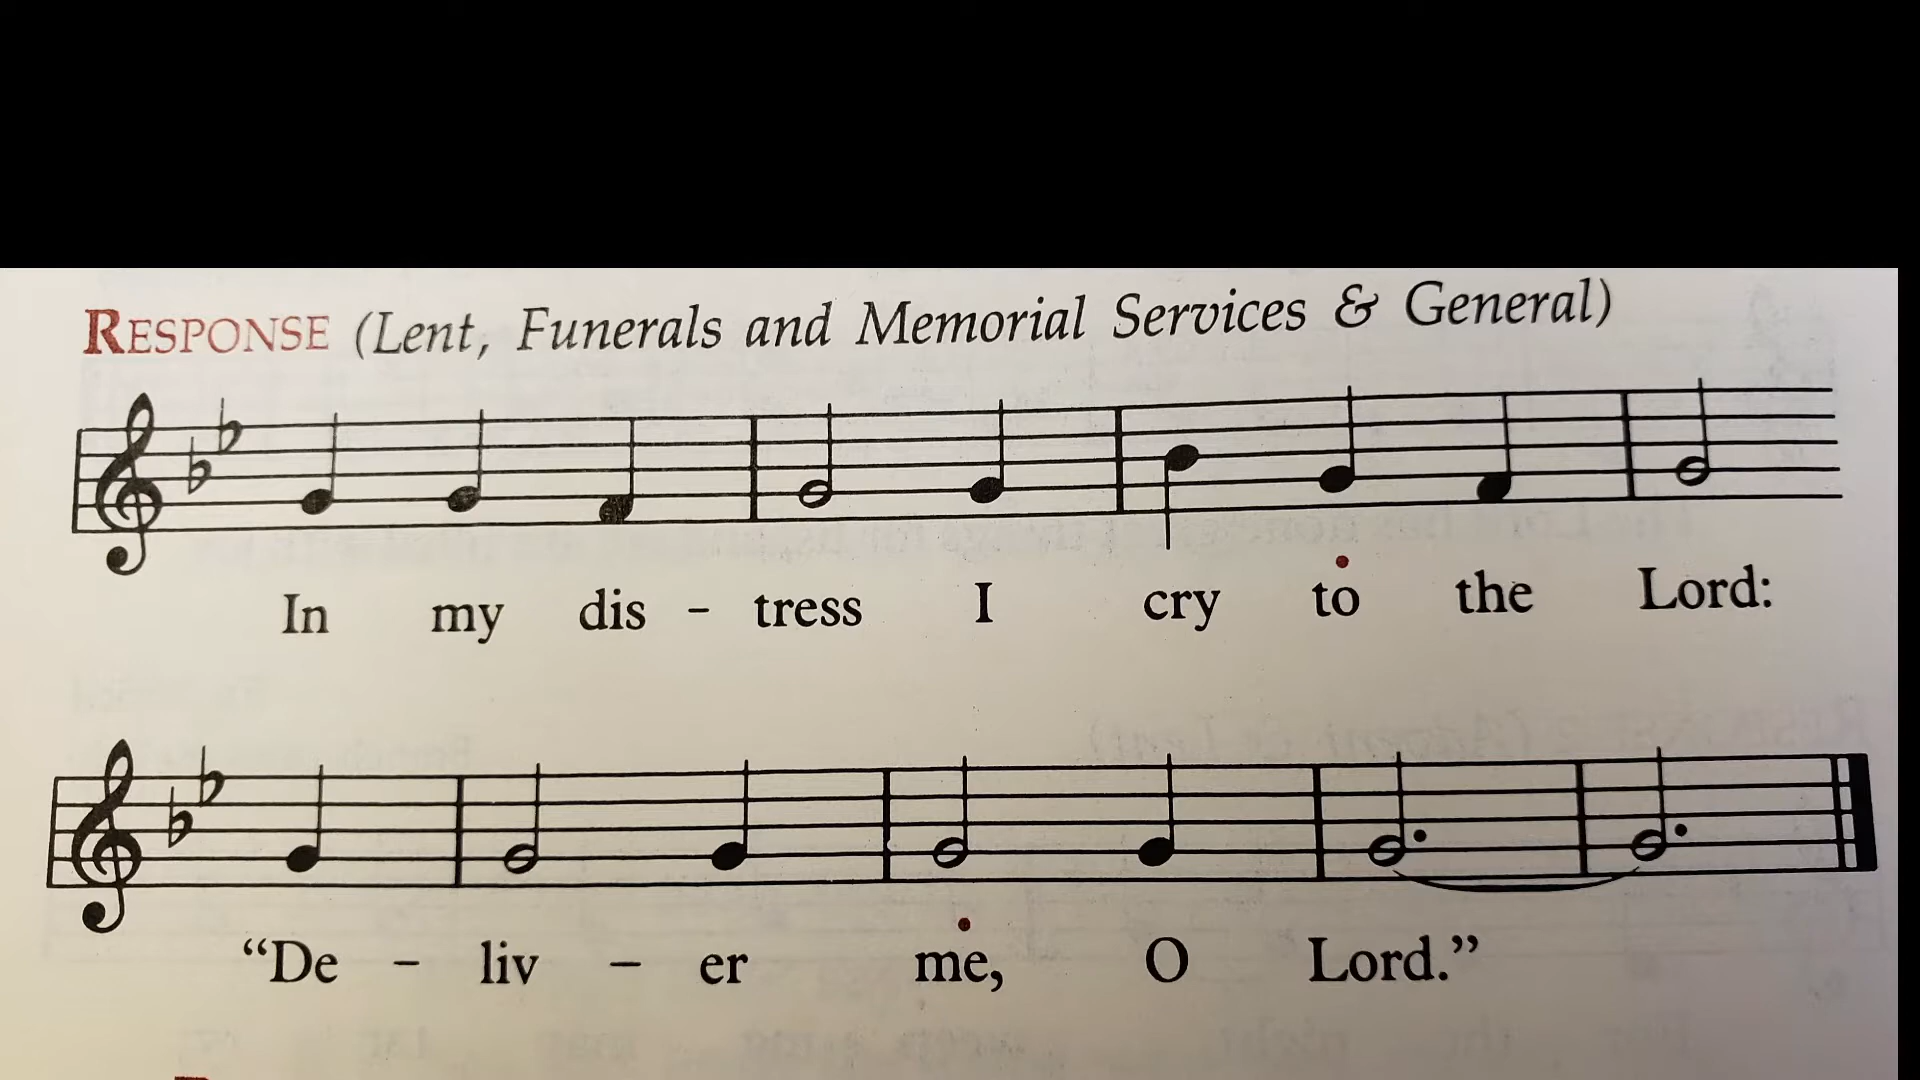 RESPONSE (Lent, Funerals and Memorial Services & General)
In my dis - tress I cry to the Lord:
“De - liv - er me, O Lord.”